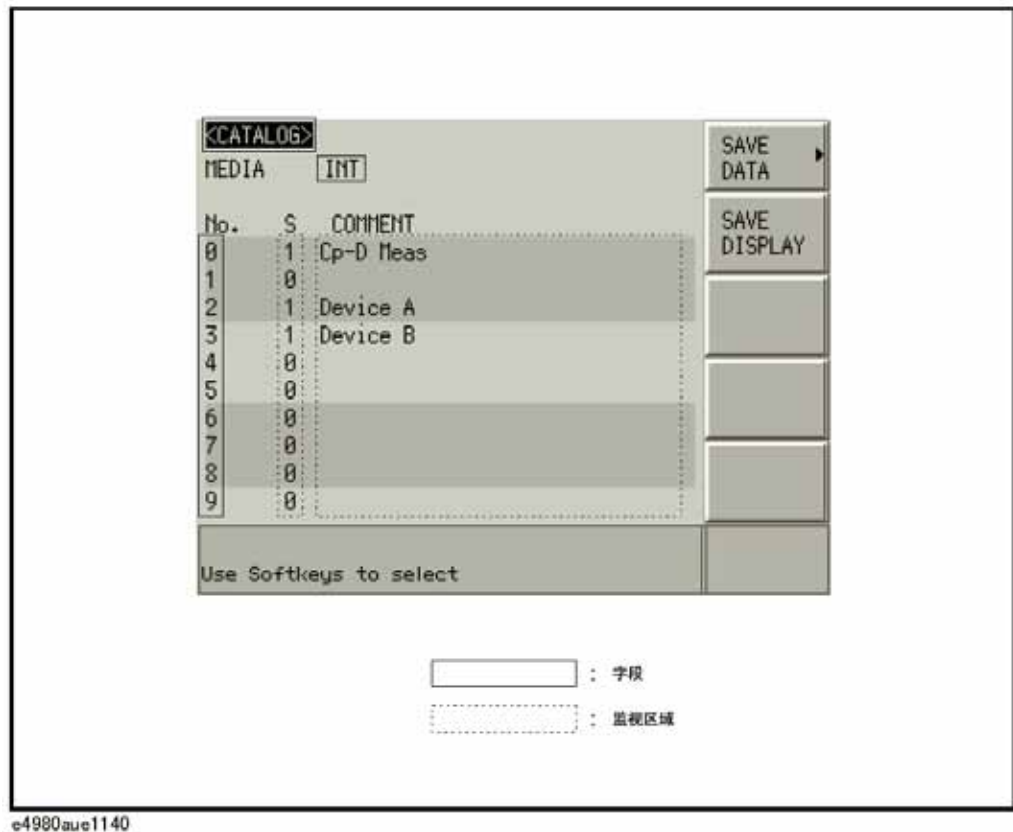 <CATALOG>
MEDIA INT
No. S COMMENT
0 1 Cp-D Meas
1 0
2 1 Device A
3 1 Device B
4 0
5 0
6 0
7 0
8 0
9 0
Use Softkeys to select
SAVE
DATA
SAVE
DISPLAY
: 字段
: 监视区域
e4980aue1140